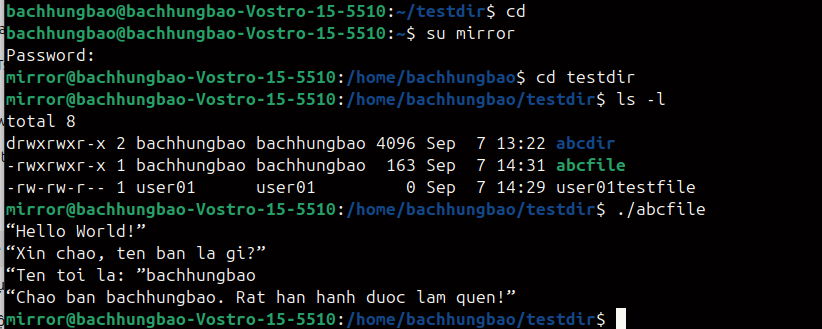 bachhungbao@bachhungbao-Vostro-15-5510:~/testdir$ cd
bachhungbao@bachhungbao-Vostro-15-5510:~$ su mirror
Password:
mirror@bachhungbao-Vostro-15-5510:/home/bachhungbao$ cd testdir
mirror@bachhungbao-Vostro-15-5510:/home/bachhungbao/testdir$ ls -l
total 8
drwxrwxr-x 2 bachhungbao bachhungbao 4096 Sep  7 13:22 abcdir
-rwxrwxr-x 1 bachhungbao bachhungbao  163 Sep  7 14:31 abcfile
-rw-rw-r-- 1 user01      user01         0 Sep  7 14:29 user01testfile
mirror@bachhungbao-Vostro-15-5510:/home/bachhungbao/testdir$ ./abcfile
“Hello World!”
“Xin chao, ten ban la gi?”
“Ten toi la: ”bachhungbao
“Chao ban bachhungbao. Rat han hanh duoc lam quen!”
mirror@bachhungbao-Vostro-15-5510:/home/bachhungbao/testdir$